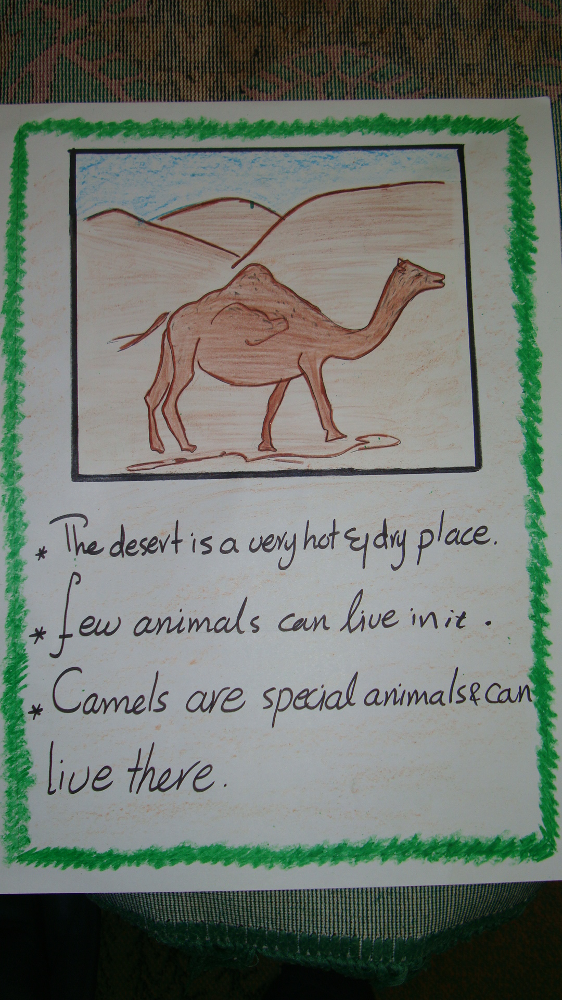 * The desert is a very hot & dry place.
* few animals can live in it .
* Camels are special animals & can
live there.